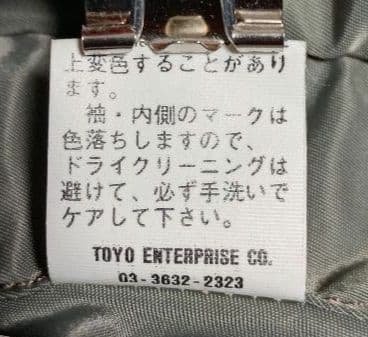 上変色することがあり
ます。
袖・内側のマークは
色落ちしますので、
ドライクリーニングは
避けて、必ず手洗いで
ケアして下さい。
TOYO ENTERPRISE CO.
03-3632-2323